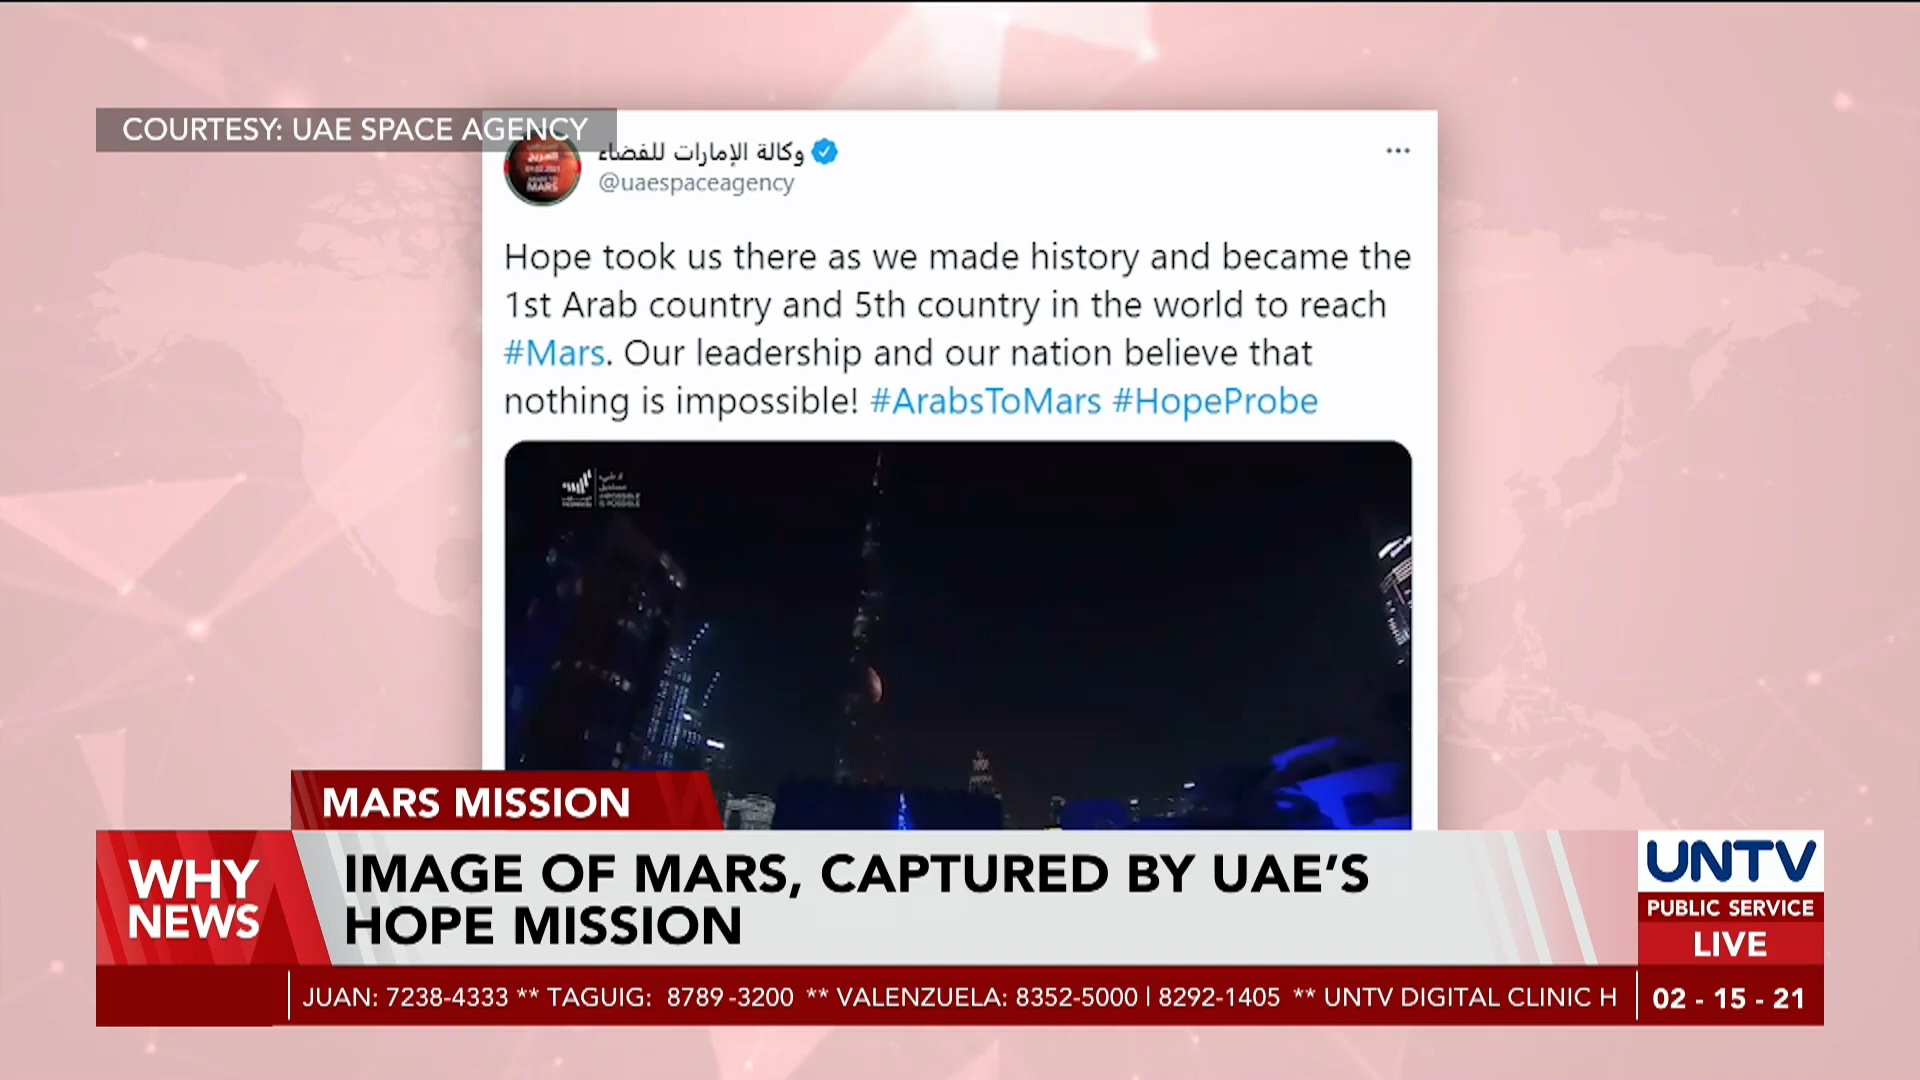 COURTESY: UAE SPACE AGENCY
وكالة الإمارات للفضاء
@uaespaceagency
MARS
Hope took us there as we made history and became the
1st Arab country and 5th country in the world to reach
#Mars. Our leadership and our nation believe that
nothing is impossible! #ArabsToMars #HopeProbe
MARS MISSION
WHY
NEWS
IMAGE OF MARS, CAPTURED BY UAE'S
HOPE MISSION
UNTV
PUBLIC SERVICE
LIVE
JUAN: 7238-4333 ** TAGUIG: 8789-3200 ** VALENZUELA: 8352-5000 | 8292-1405 ** UNTV DIGITAL CLINIC H
02 - 15 - 21